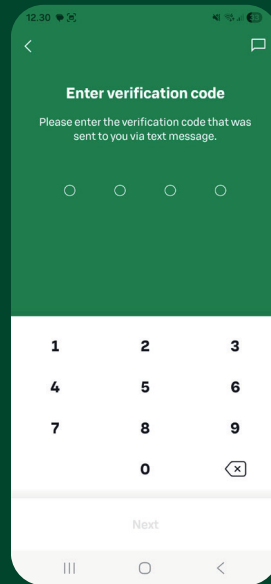 12.30
Enter verification code
Please enter the verification code that was
sent to you via text message.
1 2 3
4 5 6
7 8 9
0
Next